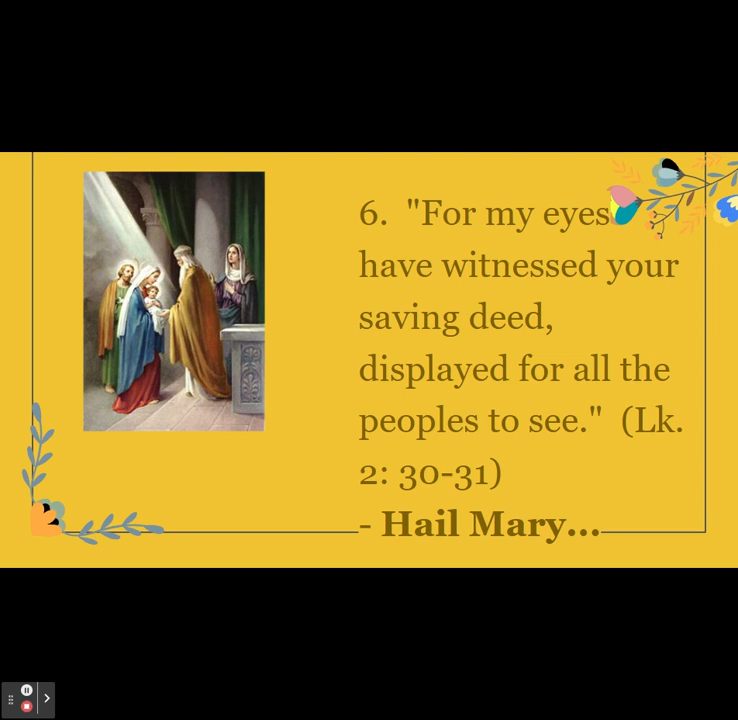 6.  "For my eyes
have witnessed your
saving deed,
displayed for all the
peoples to see."  (Lk.
2: 30-31)
- Hail Mary...